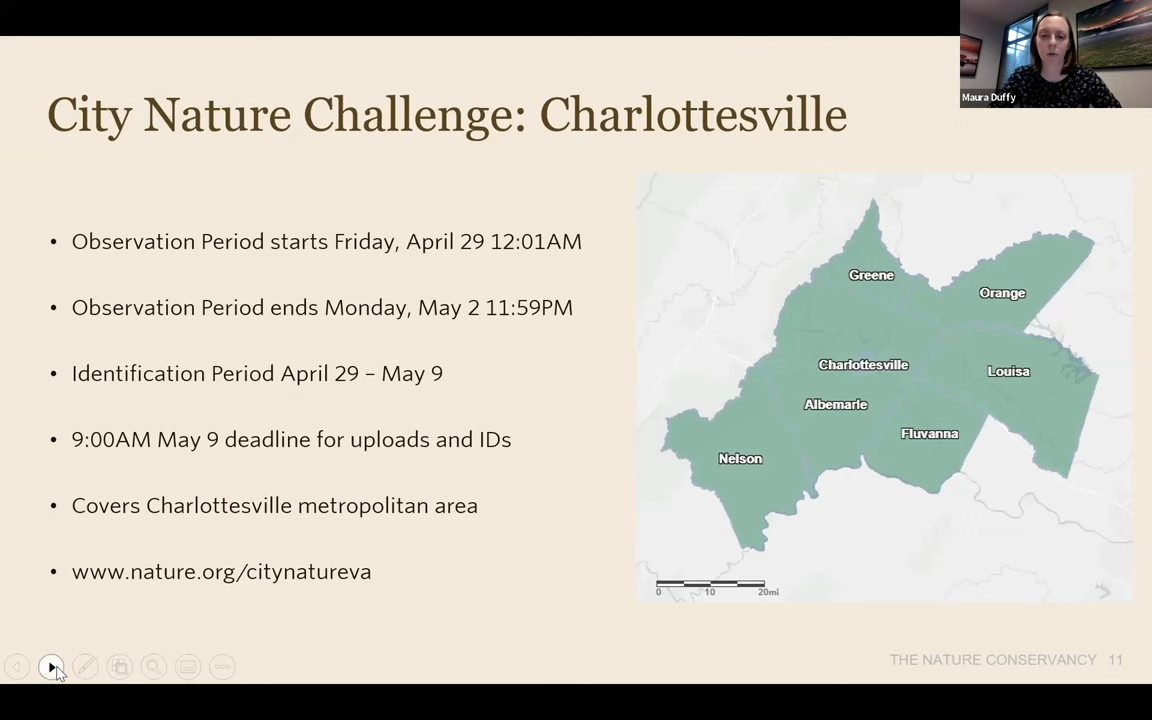 Maura Duffy
City Nature Challenge: Charlottesville
• Observation Period starts Friday, April 29 12:01AM
• Observation Period ends Monday, May 2 11:59PM
• Identification Period April 29 – May 9
• 9:00AM May 9 deadline for uploads and IDs
• Covers Charlottesville metropolitan area
• www.nature.org/citynatureva
Greene
Orange
Charlottesville
Louisa
Albemarle
Fluvanna
Nelson
0 10 20mi
THE NATURE CONSERVANCY 11